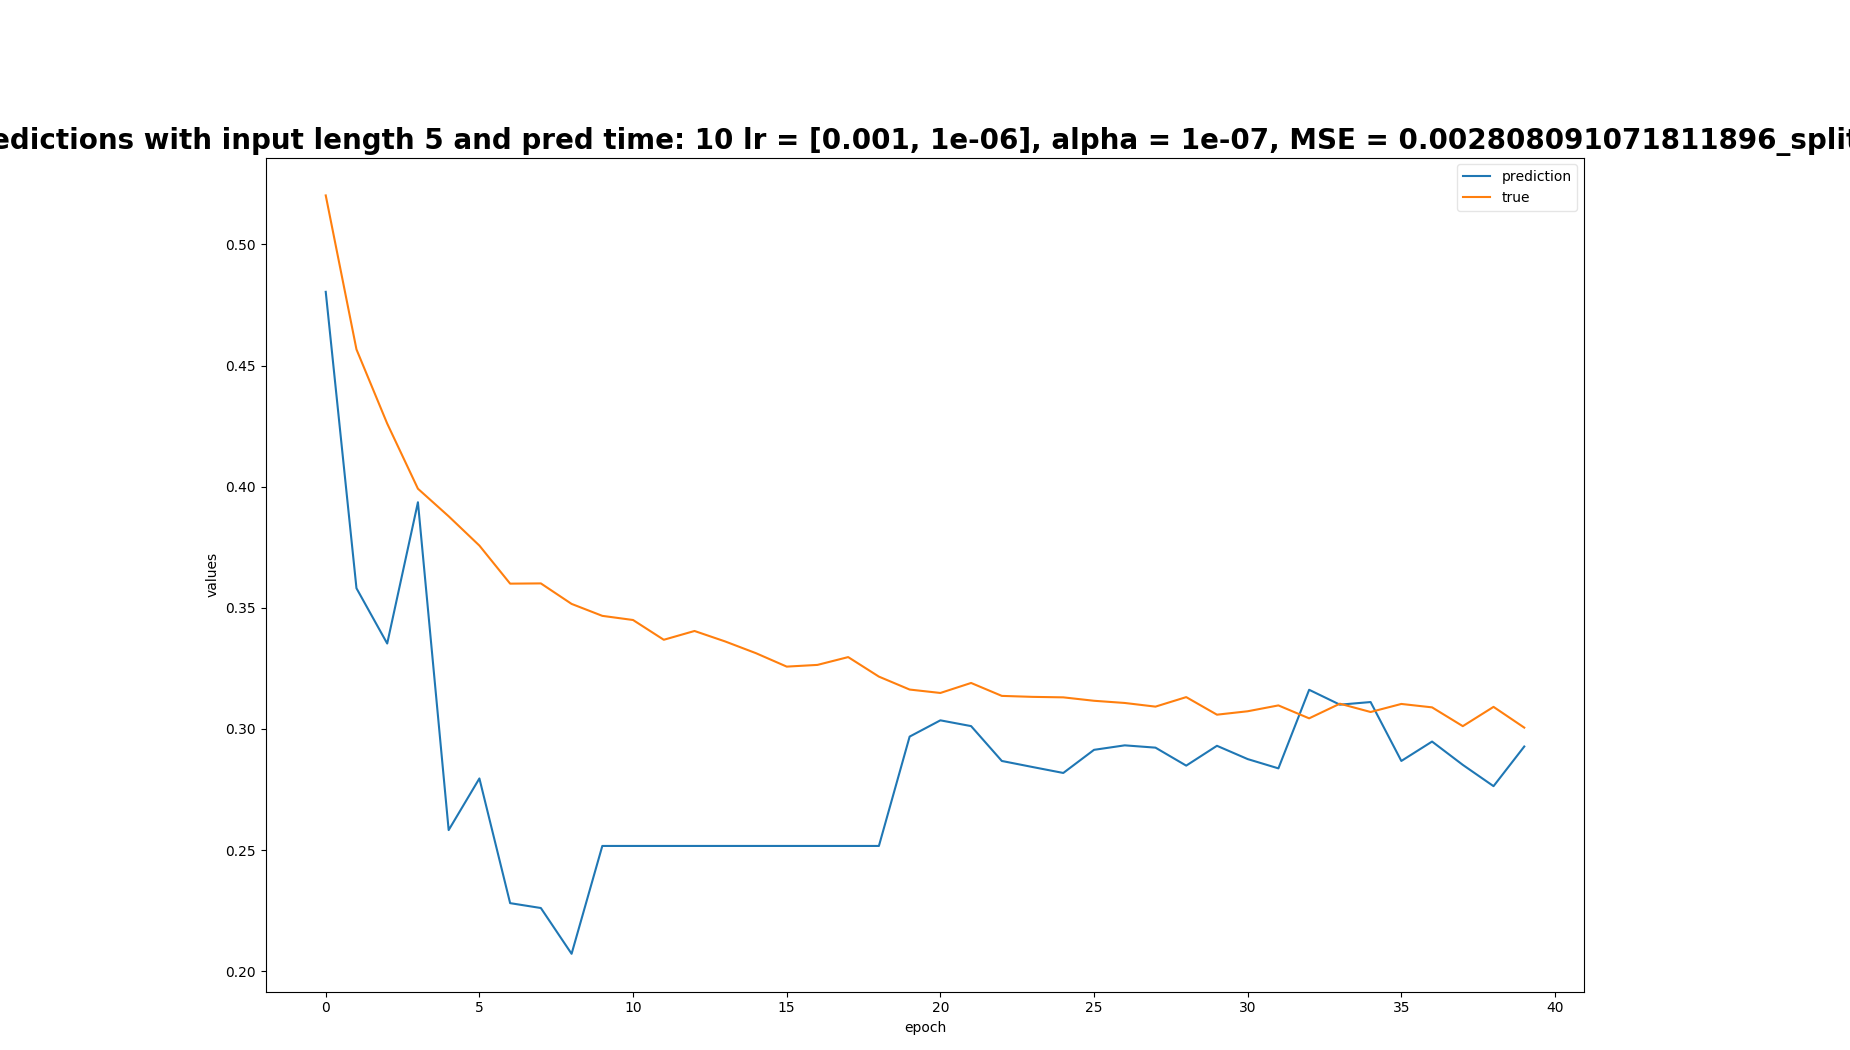 edictions with input length 5 and pred time: 10 lr = [0.001, 1e-06], alpha = 1e-07, MSE = 0.002808091071811896_split
prediction
true
0.50
0.45
0.40
0.35
0.30
0.25
0.20
values
0 5 10 15 20 25 30 35 40
epoch